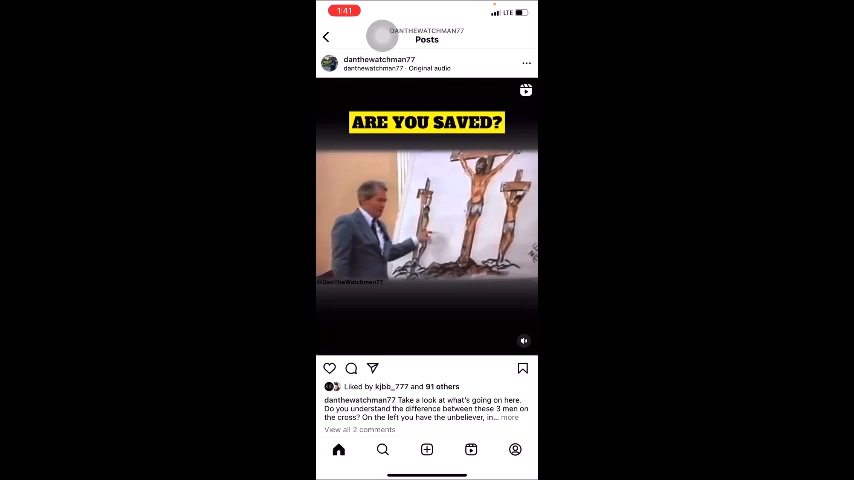 1:41
LTE
DANTHEWATCHMAN77
Posts
danthewatchman77
danthewatchman77 · Original audio
ARE YOU SAVED?
@DanTheWatchman77
Liked by kjbb_777 and 91 others
danthewatchman77 Take a look at what's going on here.
Do you understand the difference between these 3 men on
the cross? On the left you have the unbeliever, in... more
View all 2 comments